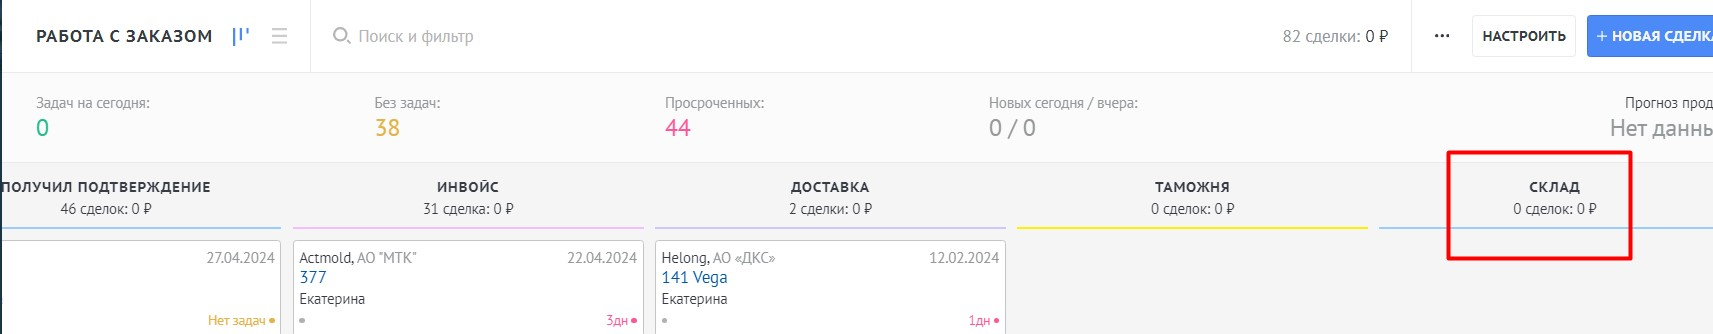 РАБОТА С ЗАКАЗОМ
Поиск и фильтр
82 сделки: 0 ₽
НАСТРОИТЬ
+ НОВАЯ СДЕЛКА
Задач на сегодня:
0
Без задач:
38
Просроченных:
44
Новых сегодня / вчера:
0 / 0
Прогноз прод
Нет данны
ПОЛУЧИЛ ПОДТВЕРЖДЕНИЕ
46 сделок: 0 ₽
ИНВОЙС
31 сделка: 0 ₽
ДОСТАВКА
2 сделки: 0 ₽
ТАМОЖНЯ
0 сделок: 0 ₽
СКЛАД
0 сделок: 0 ₽
27.04.2024
Нет задач
Actmold, АО "МТК"
22.04.2024
377
Екатерина
3дн
Helong, АО «ДКС»
12.02.2024
141 Vega
Екатерина
1дн